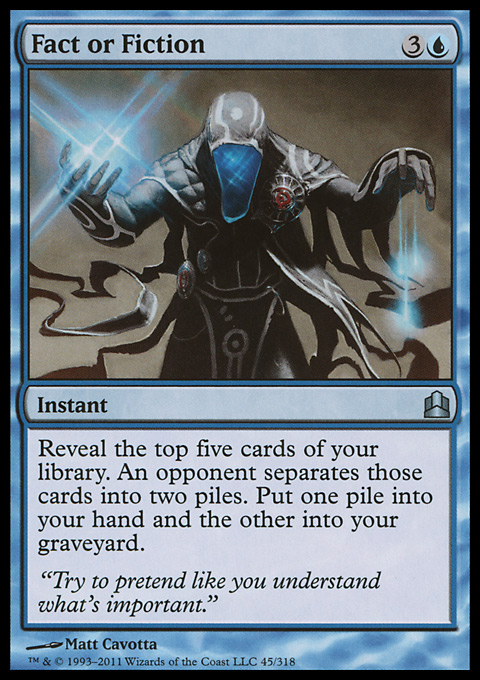 Fact or Fiction 3
Instant
Reveal the top five cards of your
library. An opponent separates those
cards into two piles. Put one pile into
your hand and the other into your
graveyard.
“Try to pretend like you understand
what’s important.”
Matt Cavotta
™ & © 1993–2011 Wizards of the Coast LLC 45/318